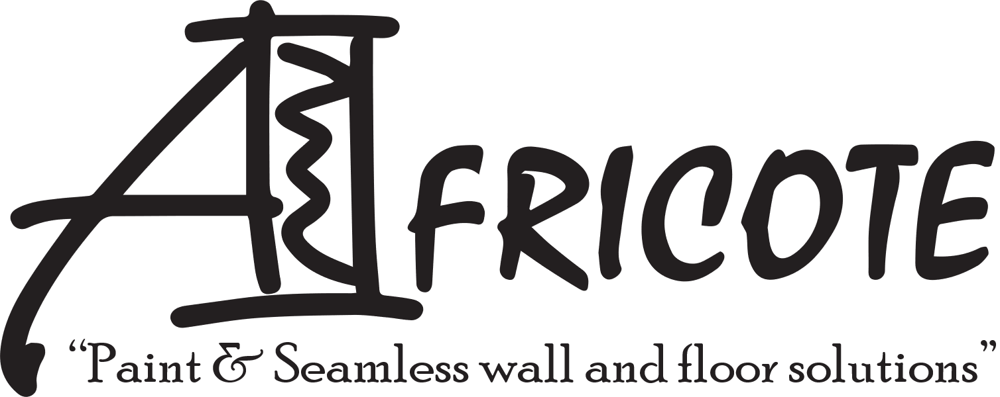 AFRICOTE
“Paint & Seamless wall and floor solutions”